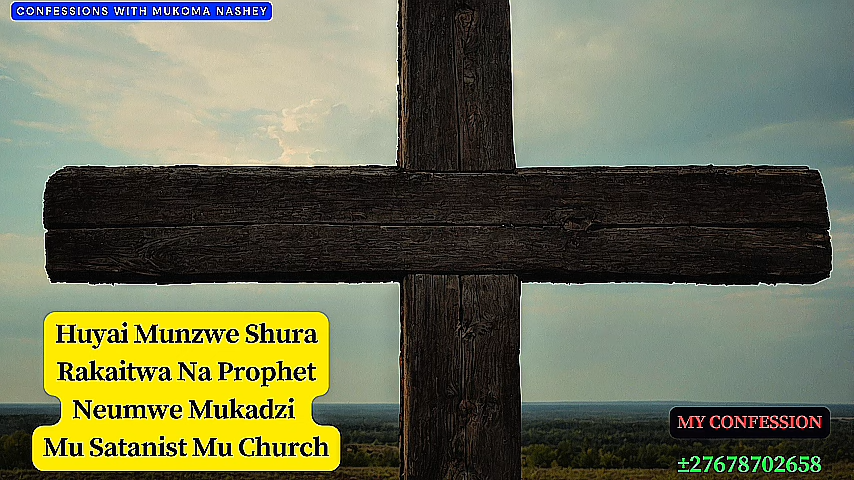 CONFESSIONS WITH MUKOMA NASHEY
Huyai Munzwe Shura
Rakaitwa Na Prophet
Neumwe Mukadzi
Mu Satanist Mu Church
MY CONFESSION
±27678702658